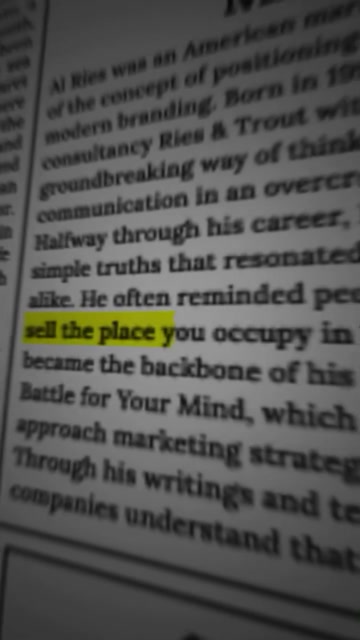 Al Ries was an American mar
of the concept of positioning
modern branding. Born in 19
consultancy Ries & Trout wit
groundbreaking way of think
communication in an overcr
Halfway through his career,
simple truths that resonated
alike. He often reminded peo
sell the place you occupy in
became the backbone of his
Battle for Your Mind, which
approach marketing strateg
Through his writings and te
companies understand that